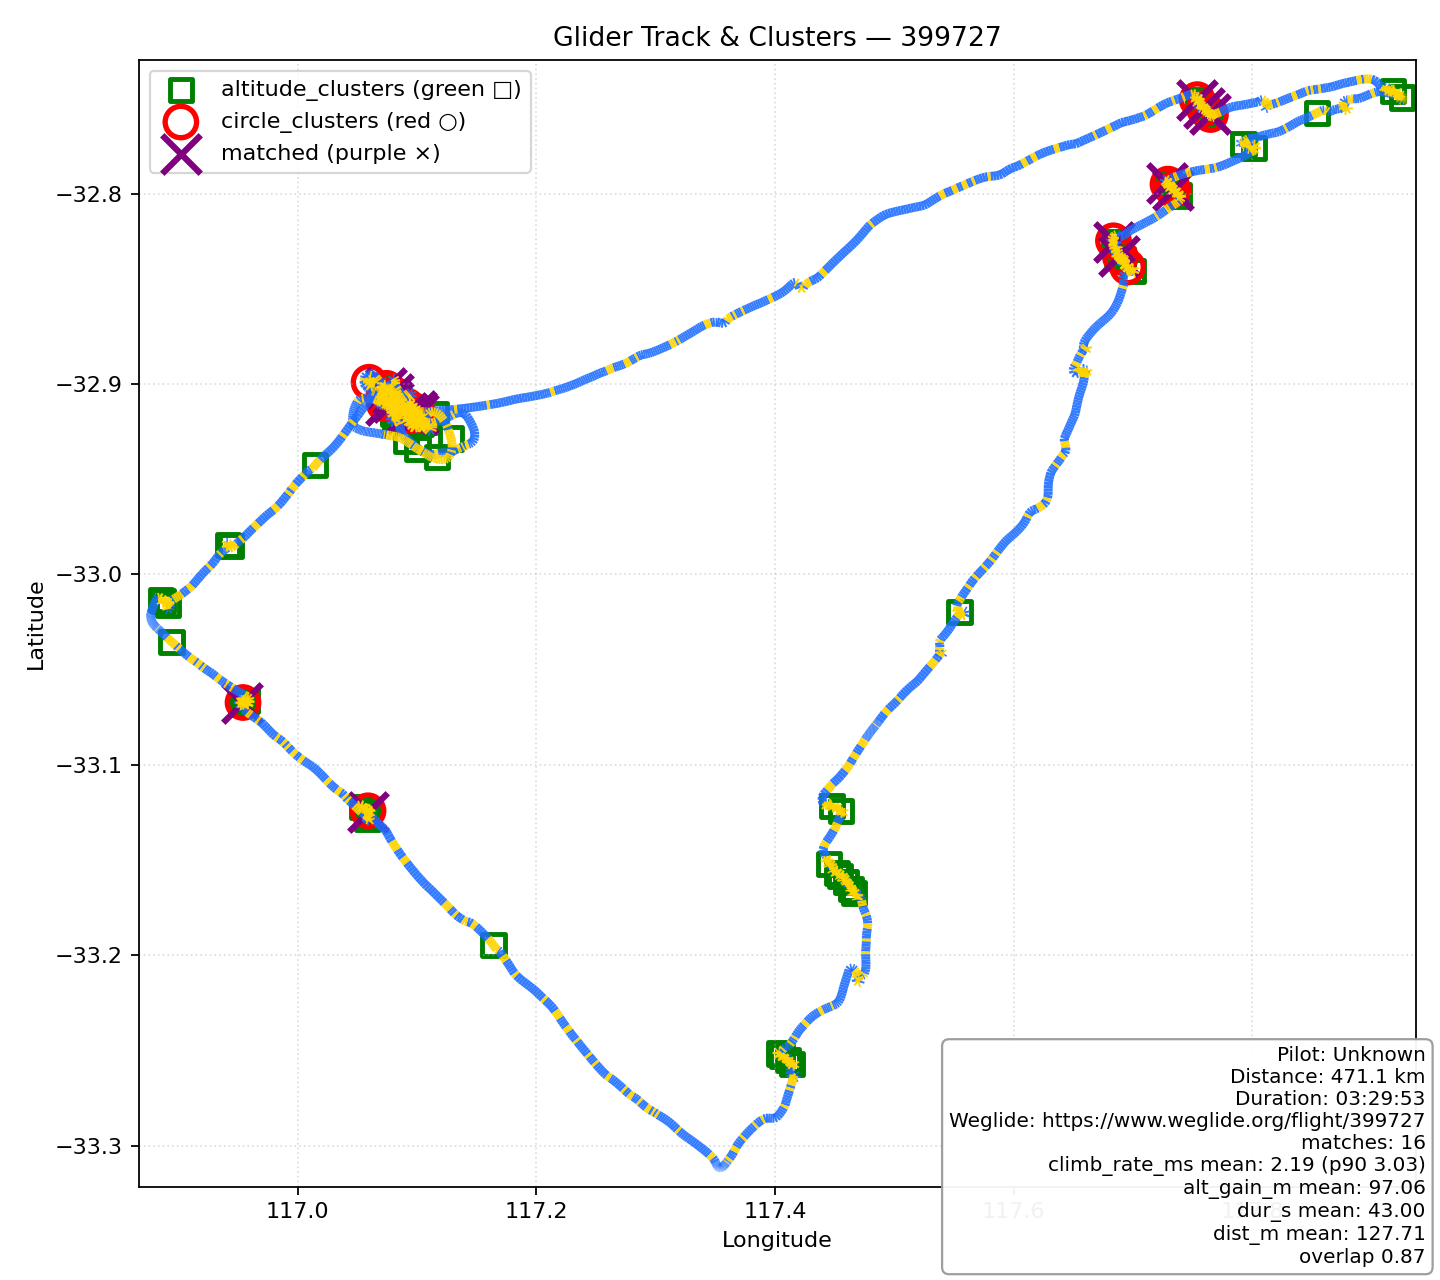 Glider Track & Clusters — 399727
altitude_clusters (green □)
circle_clusters (red ○)
matched (purple ×)
−32.8
−32.9
−33.0
−33.1
−33.2
−33.3
Latitude
117.0
117.2
117.4
117.6
Longitude
Pilot: Unknown
Distance: 471.1 km
Duration: 03:29:53
Weglide: https://www.weglide.org/flight/399727
matches: 16
climb_rate_ms mean: 2.19 (p90 3.03)
alt_gain_m mean: 97.06
dur_s mean: 43.00
dist_m mean: 127.71
overlap 0.87